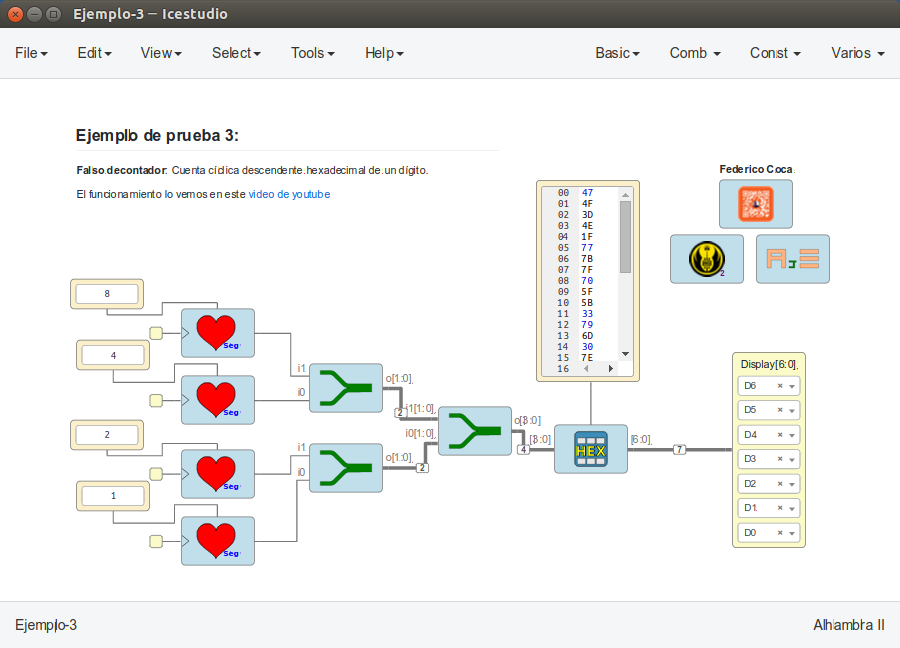 Ejemplo-3 – Icestudio
File Edit View Select Tools Help Basic Comb Const Varios
Ejemplo de prueba 3:
Falso decontador: Cuenta cíclica descendente hexadecimal de un dígito.
El funcionamiento lo vemos en este video de youtube
Federico Coca
2
8
Seg
4
Seg
2
Seg
1
Seg
i1
i0
o[1:0]
i1
i0
o[1:0]
2
2
i1[1:0]
i0[1:0]
o[3:0]
4
[3:0]
HEX
[6:0]
7
00 47
01 4F
02 3D
03 4E
04 1F
05 77
06 7B
07 7F
08 70
09 5F
10 5B
11 33
12 79
13 6D
14 30
15 7E
16
Display[6:0]
D6
D5
D4
D3
D2
D1
D0
Ejemplo-3
Alhambra II